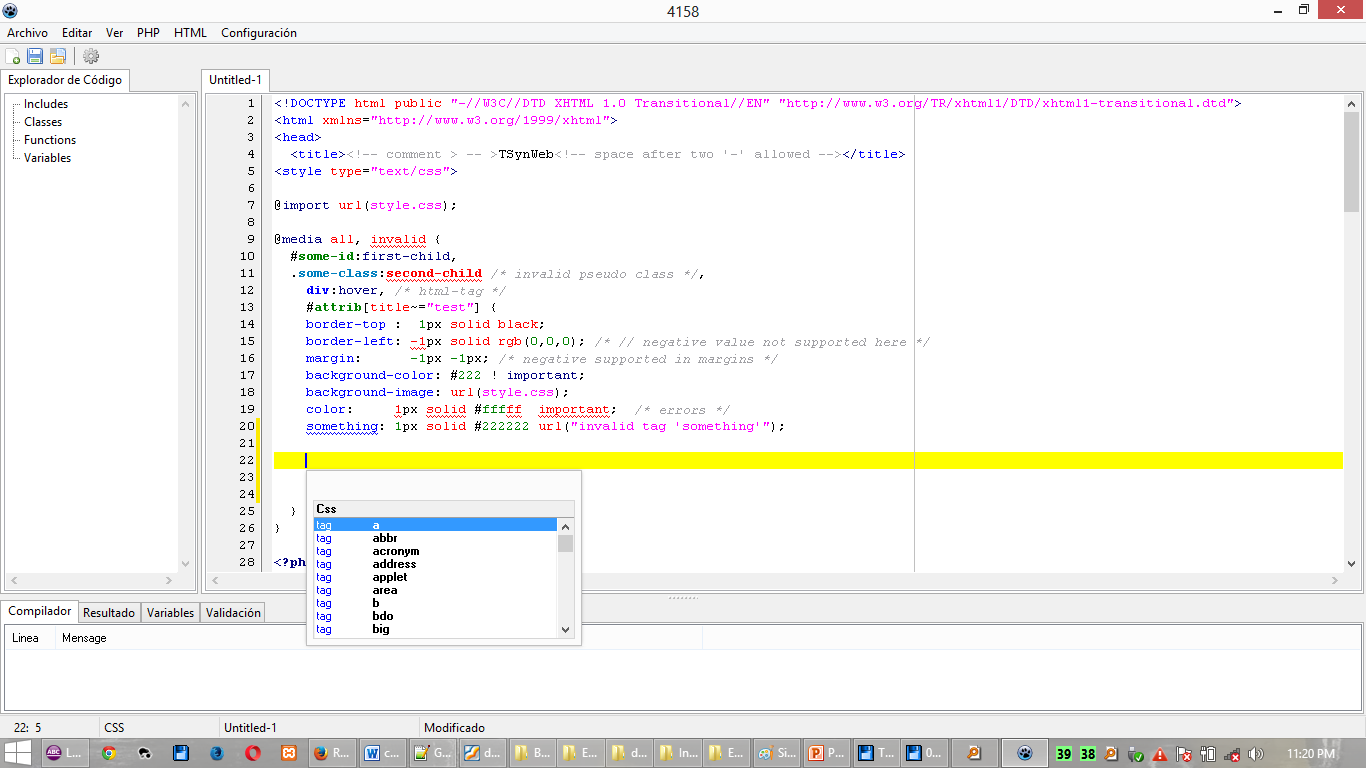 4158
Archivo Editar Ver PHP HTML Configuración
Explorador de Código
Includes
Classes
Functions
Variables
Untitled-1
1 <!DOCTYPE html public "-//W3C//DTD XHTML 1.0 Transitional//EN" "http://www.w3.org/TR/xhtml1/DTD/xhtml1-transitional.dtd">
2 <html xmlns="http://www.w3.org/1999/xhtml">
3 <head>
4 <title><!-- comment > -- >TSynWeb<!-- space after two '-' allowed --></title>
5 <style type="text/css">
6
7 @import url(style.css);
8
9 @media all, invalid {
10 #some-id:first-child,
11 .some-class:second-child /* invalid pseudo class */,
12 div:hover, /* html-tag */
13 #attrib[title~="test"] {
14 border-top : 1px solid black;
15 border-left: -1px solid rgb(0,0,0); /* // negative value not supported here */
16 margin: -1px -1px; /* negative supported in margins */
17 background-color: #222 ! important;
18 background-image: url(style.css);
19 color: 1px solid #fffff important; /* errors */
20 something: 1px solid #222222 url("invalid tag 'something'");
21
22
23
24
25 }
26 }
27
28 <?ph
Css
tag a
tag abbr
tag acronym
tag address
tag applet
tag area
tag b
tag bdo
tag big
Compilador Resultado Variables Validación
Linea Message
22: 5 CSS Untitled-1 Modificado
ABC L... R... c... G... d... B... E... d... In... E... Si... P... T... 0... 39 38 11:20 PM